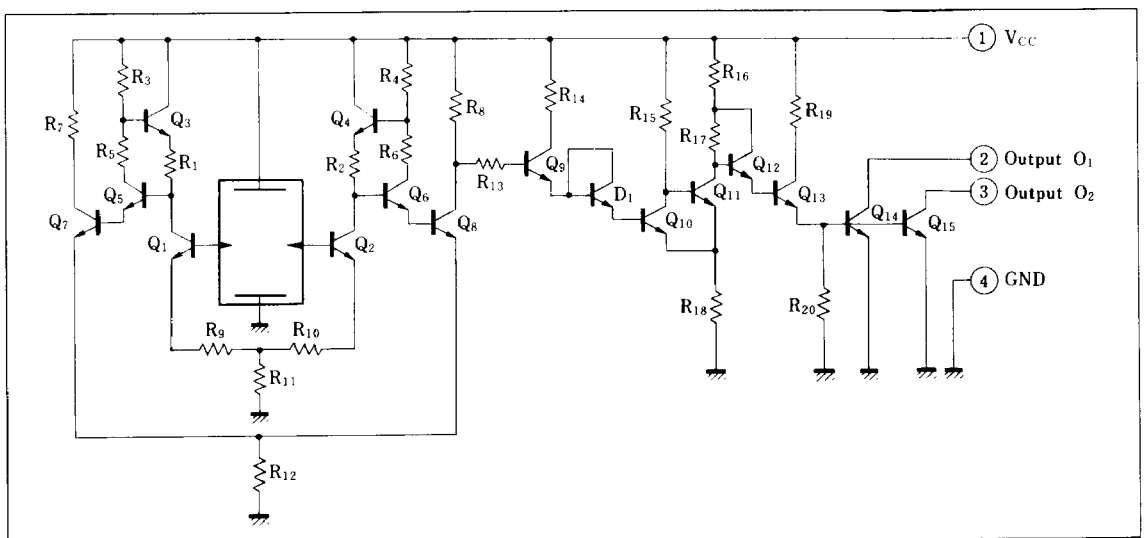 ① V_CC
R3
R4
R16
R7
Q3
Q4
R8
R14
R15
R19
R5
R1
R2
R6
R17
Q9
Q12
Q5
Q6
R13
D1
Q11
Q13
② Output O1
③ Output O2
Q7
Q1
Q2
Q8
Q10
Q14
Q15
④ GND
R9
R10
R18
R20
R11
R12